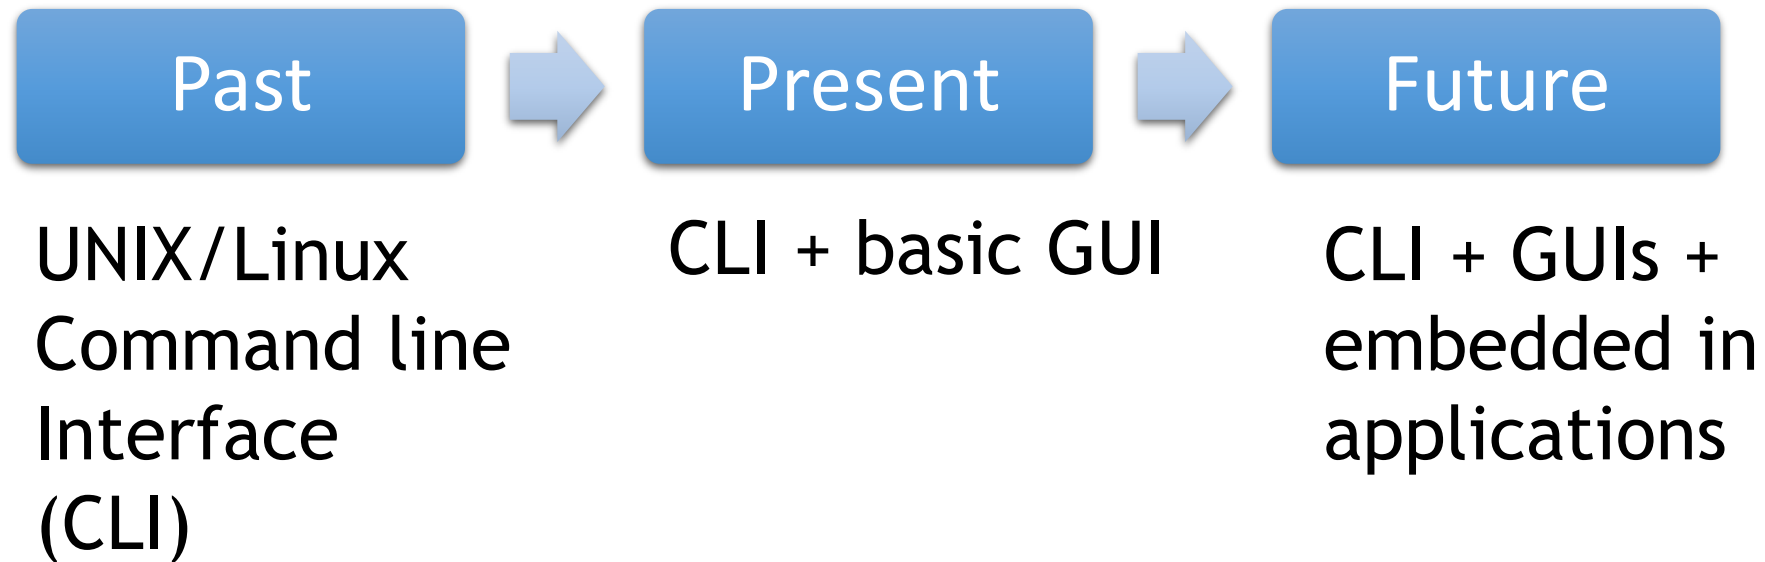 Past
Present
Future
UNIX/Linux
Command line
Interface
(CLI)
CLI + basic GUI
CLI + GUIs +
embedded in
applications